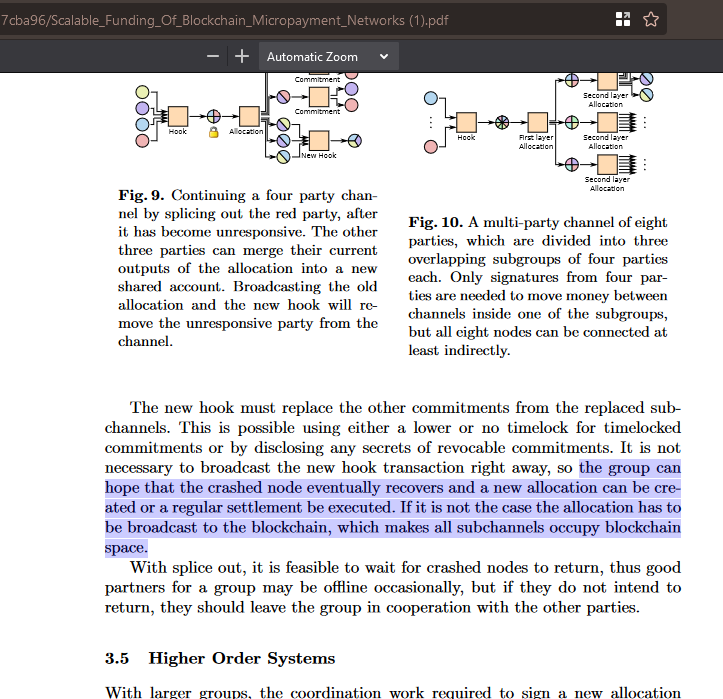 7cba96/Scalable_Funding_Of_Blockchain_Micropayment_Networks (1).pdf
Automatic Zoom
Commitment
Commitment
Hook
Allocation
New Hook
Second layer
Allocation
Hook
First layer
Allocation
Second layer
Allocation
Second layer
Allocation
Fig. 9. Continuing a four party chan-
nel by splicing out the red party, after
it has become unresponsive. The other
three parties can merge their current
outputs of the allocation into a new
shared account. Broadcasting the old
allocation and the new hook will re-
move the unresponsive party from the
channel.
Fig. 10. A multi-party channel of eight
parties, which are divided into three
overlapping subgroups of four parties
each. Only signatures from four par-
ties are needed to move money between
channels inside one of the subgroups,
but all eight nodes can be connected at
least indirectly.
The new hook must replace the other commitments from the replaced sub-
channels. This is possible using either a lower or no timelock for timelocked
commitments or by disclosing any secrets of revocable commitments. It is not
necessary to broadcast the new hook transaction right away, so the group can
hope that the crashed node eventually recovers and a new allocation can be cre-
ated or a regular settlement be executed. If it is not the case the allocation has to
be broadcast to the blockchain, which makes all subchannels occupy blockchain
space.
With splice out, it is feasible to wait for crashed nodes to return, thus good
partners for a group may be offline occasionally, but if they do not intend to
return, they should leave the group in cooperation with the other parties.
3.5 Higher Order Systems
With larger groups, the coordination work required to sign a new allocation